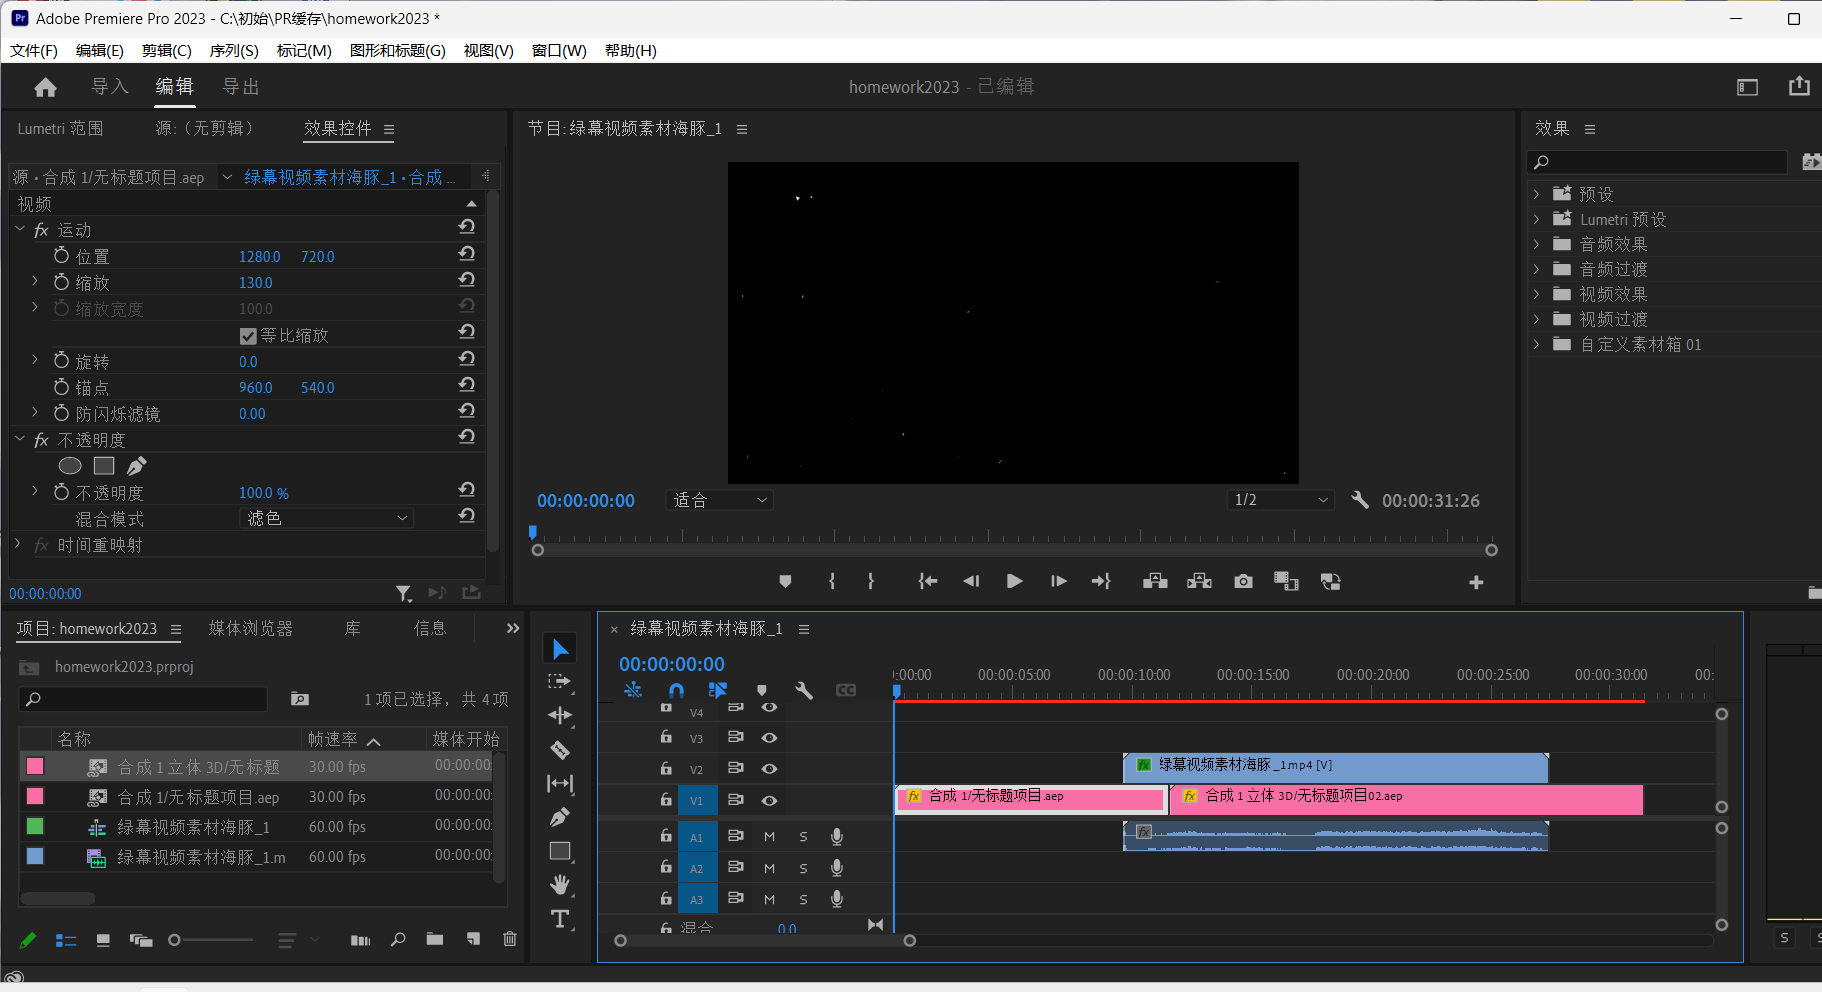 Pr Adobe Premiere Pro 2023 - C:\初始\PR缓存\homework2023 *
文件(F) 编辑(E) 剪辑(C) 序列(S) 标记(M) 图形和标题(G) 视图(V) 窗口(W) 帮助(H)
导入 编辑 导出 homework2023 - 已编辑
Lumetri 范围 源:（无剪辑） 效果控件
源 • 合成 1/无标题项目.aep 绿幕视频素材海豚_1 • 合成 ...
视频
fx 运动
位置 1280.0 720.0
缩放 130.0
缩放宽度 100.0
等比缩放
旋转 0.0
锚点 960.0 540.0
防闪烁滤镜 0.00
fx 不透明度
不透明度 100.0 %
混合模式 滤色
fx 时间重映射
00:00:00:00
节目: 绿幕视频素材海豚_1
00:00:00:00 适合 1/2 00:00:31:26
效果
预设
Lumetri 预设
音频效果
音频过渡
视频效果
视频过渡
自定义素材箱 01
项目: homework2023 媒体浏览器 库 信息
homework2023.prproj
1 项已选择，共 4 项
名称 帧速率 媒体开始
合成 1 立体 3D/无标题 30.00 fps 00:00:00:
合成 1/无标题项目.aep 30.00 fps 00:00:00:
绿幕视频素材海豚_1 60.00 fps 00:00:00:
绿幕视频素材海豚_1.m 60.00 fps 00:00:00:
× 绿幕视频素材海豚_1
00:00:00:00
:00:00 00:00:05:00 00:00:10:00 00:00:15:00 00:00:20:00 00:00:25:00 00:00:30:00 00:
CC
V4
V3
V2 fx 绿幕视频素材海豚_1.mp4 [V]
V1 fx 合成 1/无标题项目.aep fx 合成 1 立体 3D/无标题项目02.aep
A1 M S fx
A2 M S
A3 M S
混合 0.0
S S